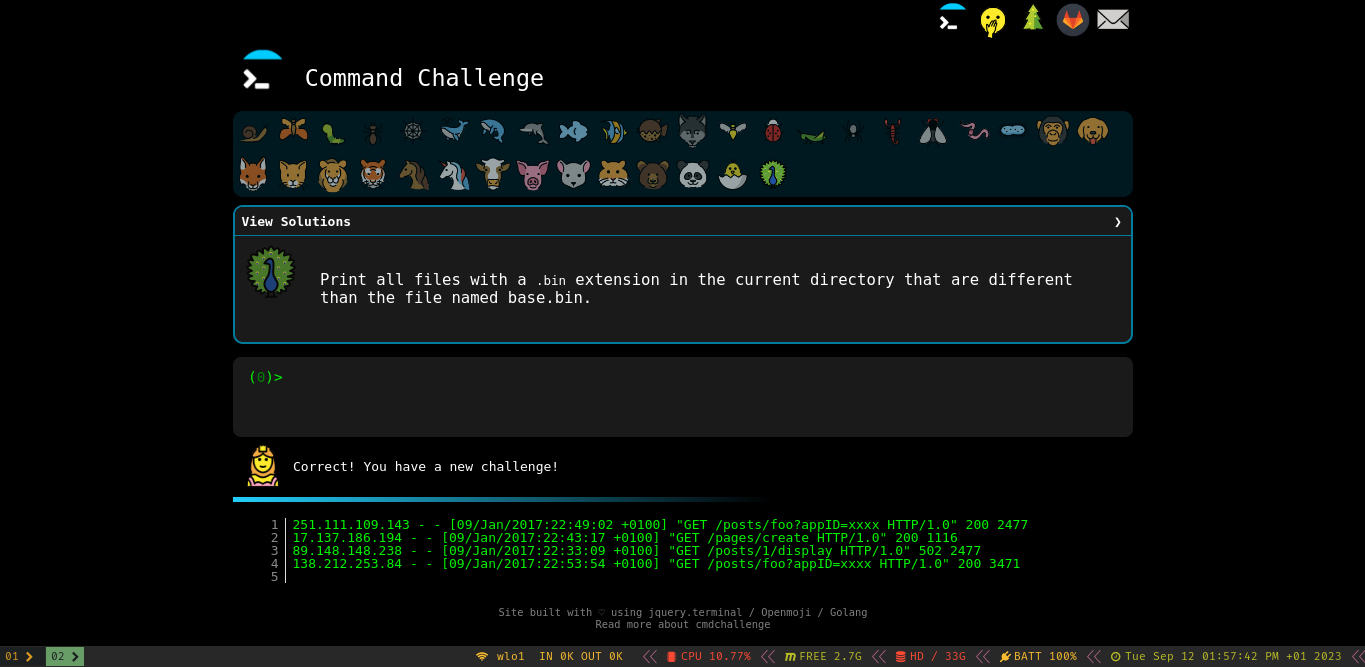 Command Challenge
View Solutions ❯
Print all files with a .bin extension in the current directory that are different
than the file named base.bin.
(0)>
Correct! You have a new challenge!
1 251.111.109.143 - - [09/Jan/2017:22:49:02 +0100] "GET /posts/foo?appID=xxxx HTTP/1.0" 200 2477
2 17.137.186.194 - - [09/Jan/2017:22:43:17 +0100] "GET /pages/create HTTP/1.0" 200 1116
3 89.148.148.238 - - [09/Jan/2017:22:33:09 +0100] "GET /posts/1/display HTTP/1.0" 502 2477
4 138.212.253.84 - - [09/Jan/2017:22:53:54 +0100] "GET /posts/foo?appID=xxxx HTTP/1.0" 200 3471
5
Site built with ♡ using jquery.terminal / Openmoji / Golang
Read more about cmdchallenge
01 02 wlo1 IN 0K OUT 0K CPU 10.77% FREE 2.7G HD / 33G BATT 100% Tue Sep 12 01:57:42 PM +01 2023